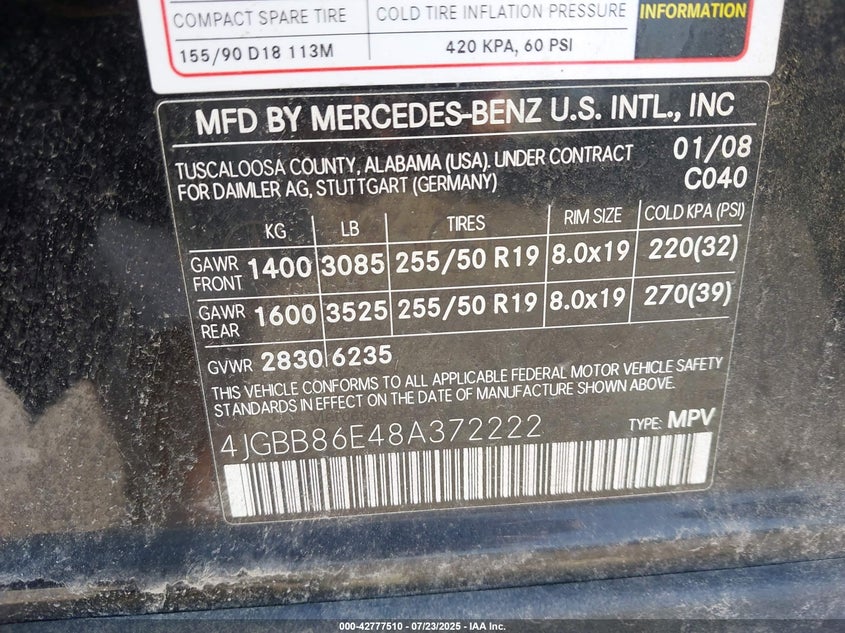 COMPACT SPARE TIRE COLD TIRE INFLATION PRESSURE INFORMATION
155/90 D18 113M 420 KPA, 60 PSI
MFD BY MERCEDES-BENZ U.S. INTL., INC
TUSCALOOSA COUNTY, ALABAMA (USA). UNDER CONTRACT 01/08
FOR DAIMLER AG, STUTTGART (GERMANY) C040
KG LB TIRES RIM SIZE COLD KPA (PSI)
GAWR FRONT 1400 3085 255/50 R19 8.0x19 220(32)
GAWR REAR 1600 3525 255/50 R19 8.0x19 270(39)
GVWR 2830 6235
THIS VEHICLE CONFORMS TO ALL APPLICABLE FEDERAL MOTOR VEHICLE SAFETY
STANDARDS IN EFFECT ON THE DATE OF MANUFACTURE SHOWN ABOVE.
4JGBB86E48A372222 TYPE: MPV
000-42777510 - 07/23/2025 - IAA Inc.